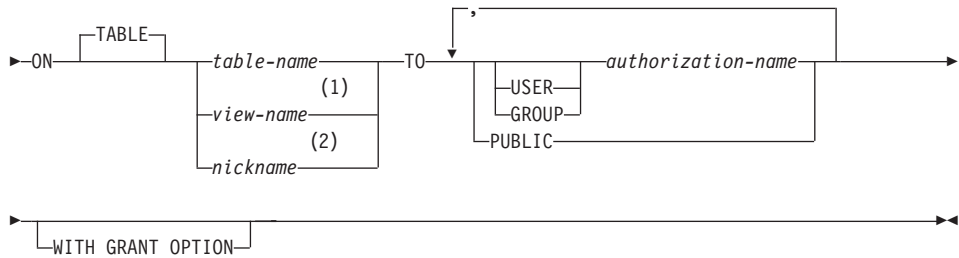 ,
TABLE
ON table-name TO authorization-name
(1) USER
view-name GROUP
(2) PUBLIC
nickname
WITH GRANT OPTION